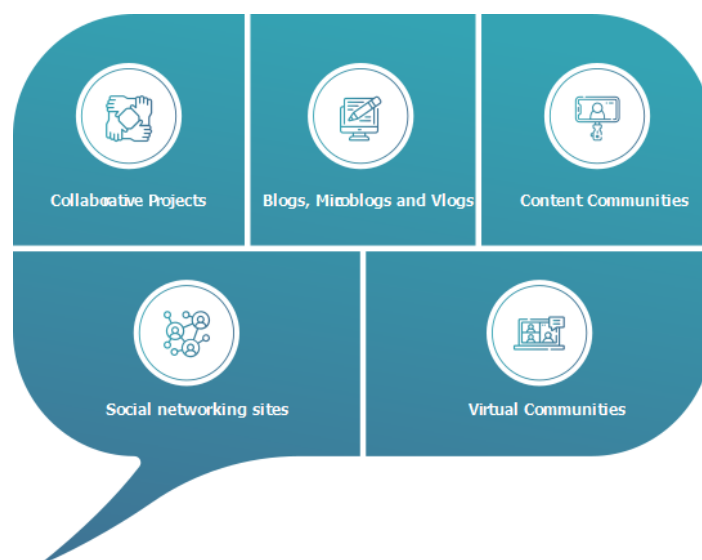 Collaborative Projects
Blogs, Microblogs and Vlogs
Content Communities
Social networking sites
Virtual Communities